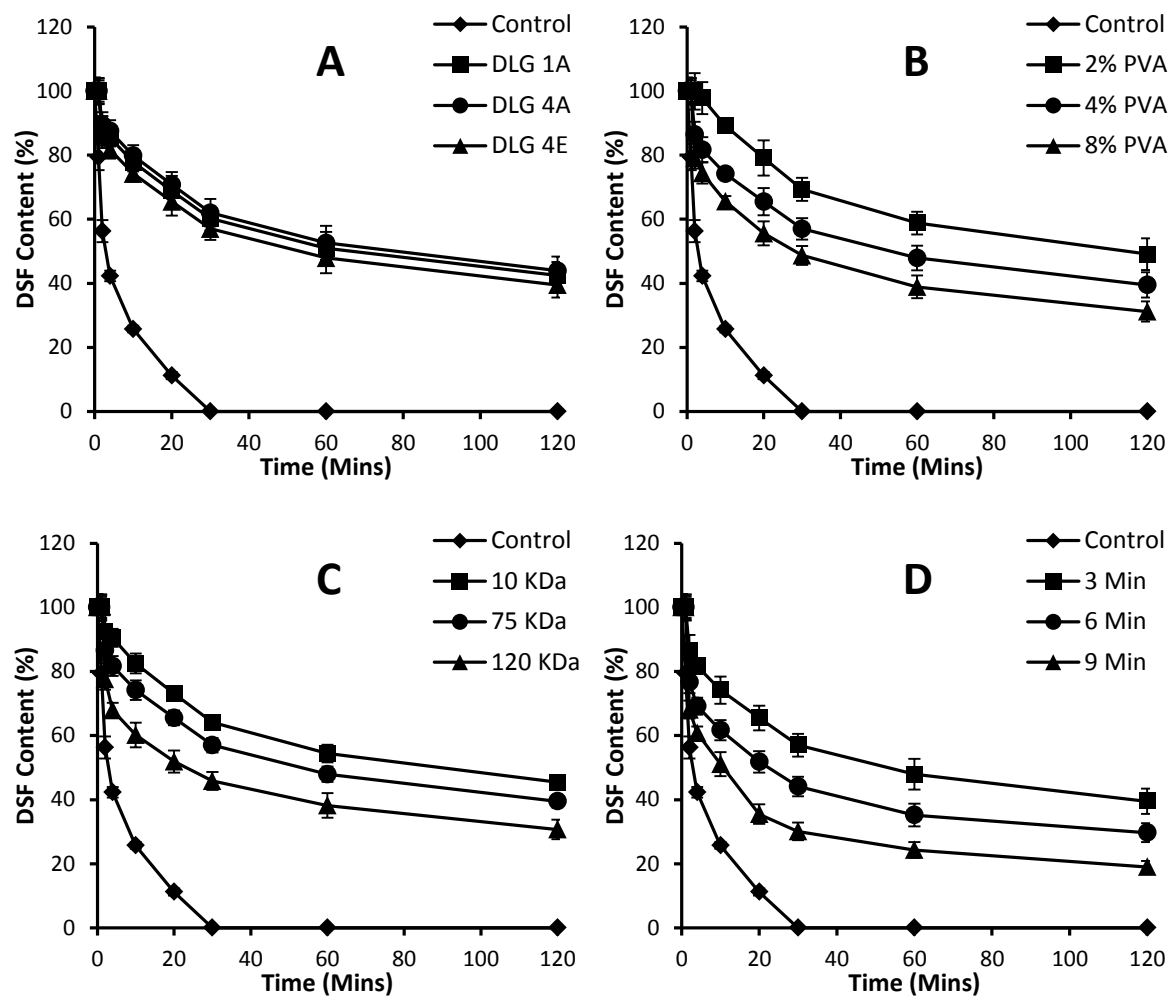 A
Control
DLG 1A
DLG 4A
DLG 4E
120
100
80
60
40
20
0
DSF Content (%)
0 20 40 60 80 100 120
Time (Mins)
B
Control
2% PVA
4% PVA
8% PVA
120
100
80
60
40
20
0
DSF Content (%)
0 20 40 60 80 100 120
Time (Mins)
C
Control
10 KDa
75 KDa
120 KDa
120
100
80
60
40
20
0
DSF Content (%)
0 20 40 60 80 100 120
Time (Mins)
D
Control
3 Min
6 Min
9 Min
120
100
80
60
40
20
0
DSF Content (%)
0 20 40 60 80 100 120
Time (Mins)